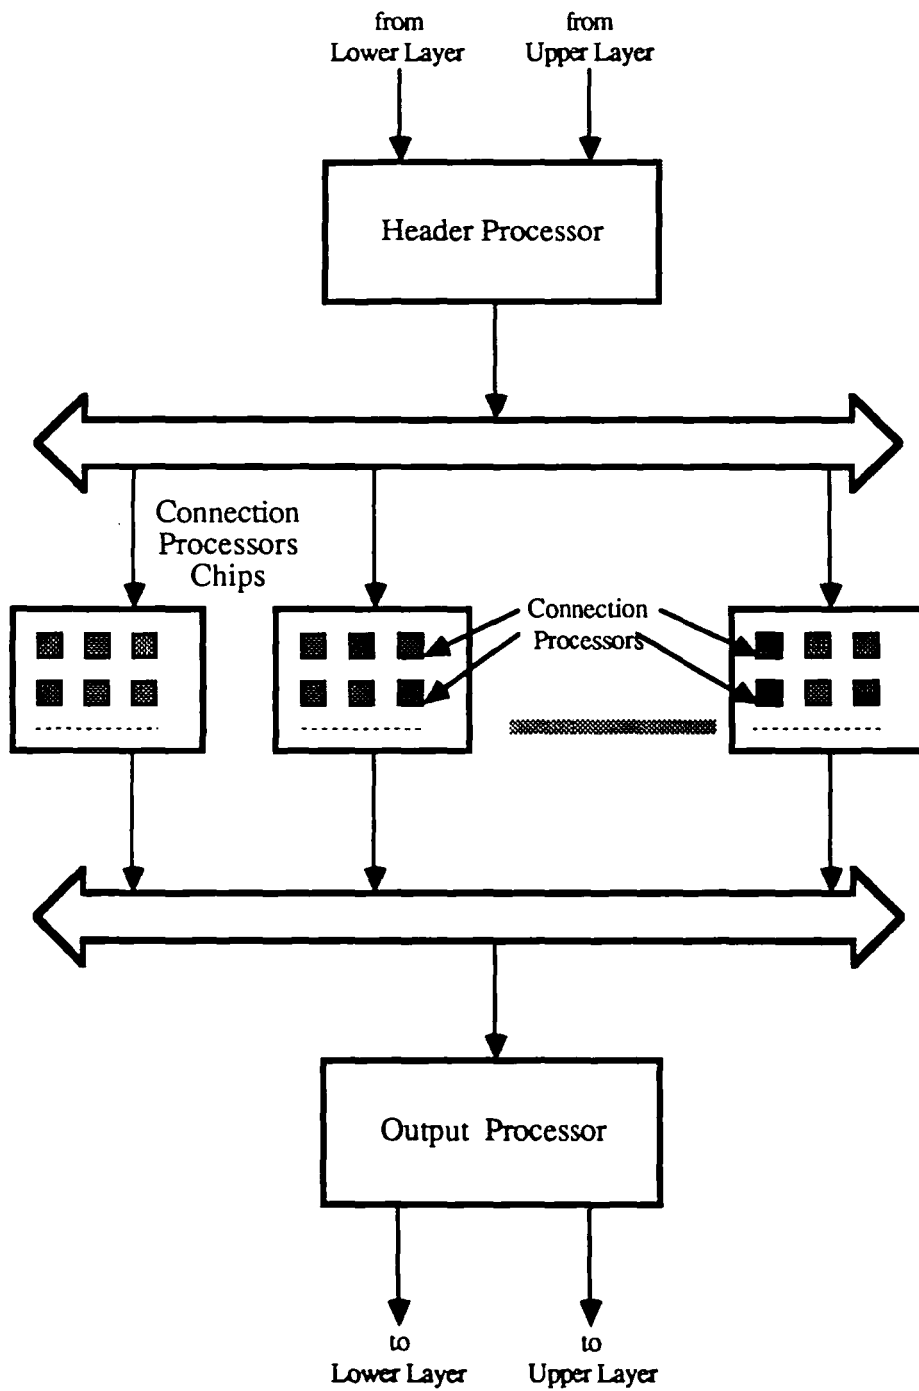 from
Lower Layer
from
Upper Layer
Header Processor
Connection
Processors
Chips
Connection
Processors
Output Processor
to
Lower Layer
to
Upper Layer